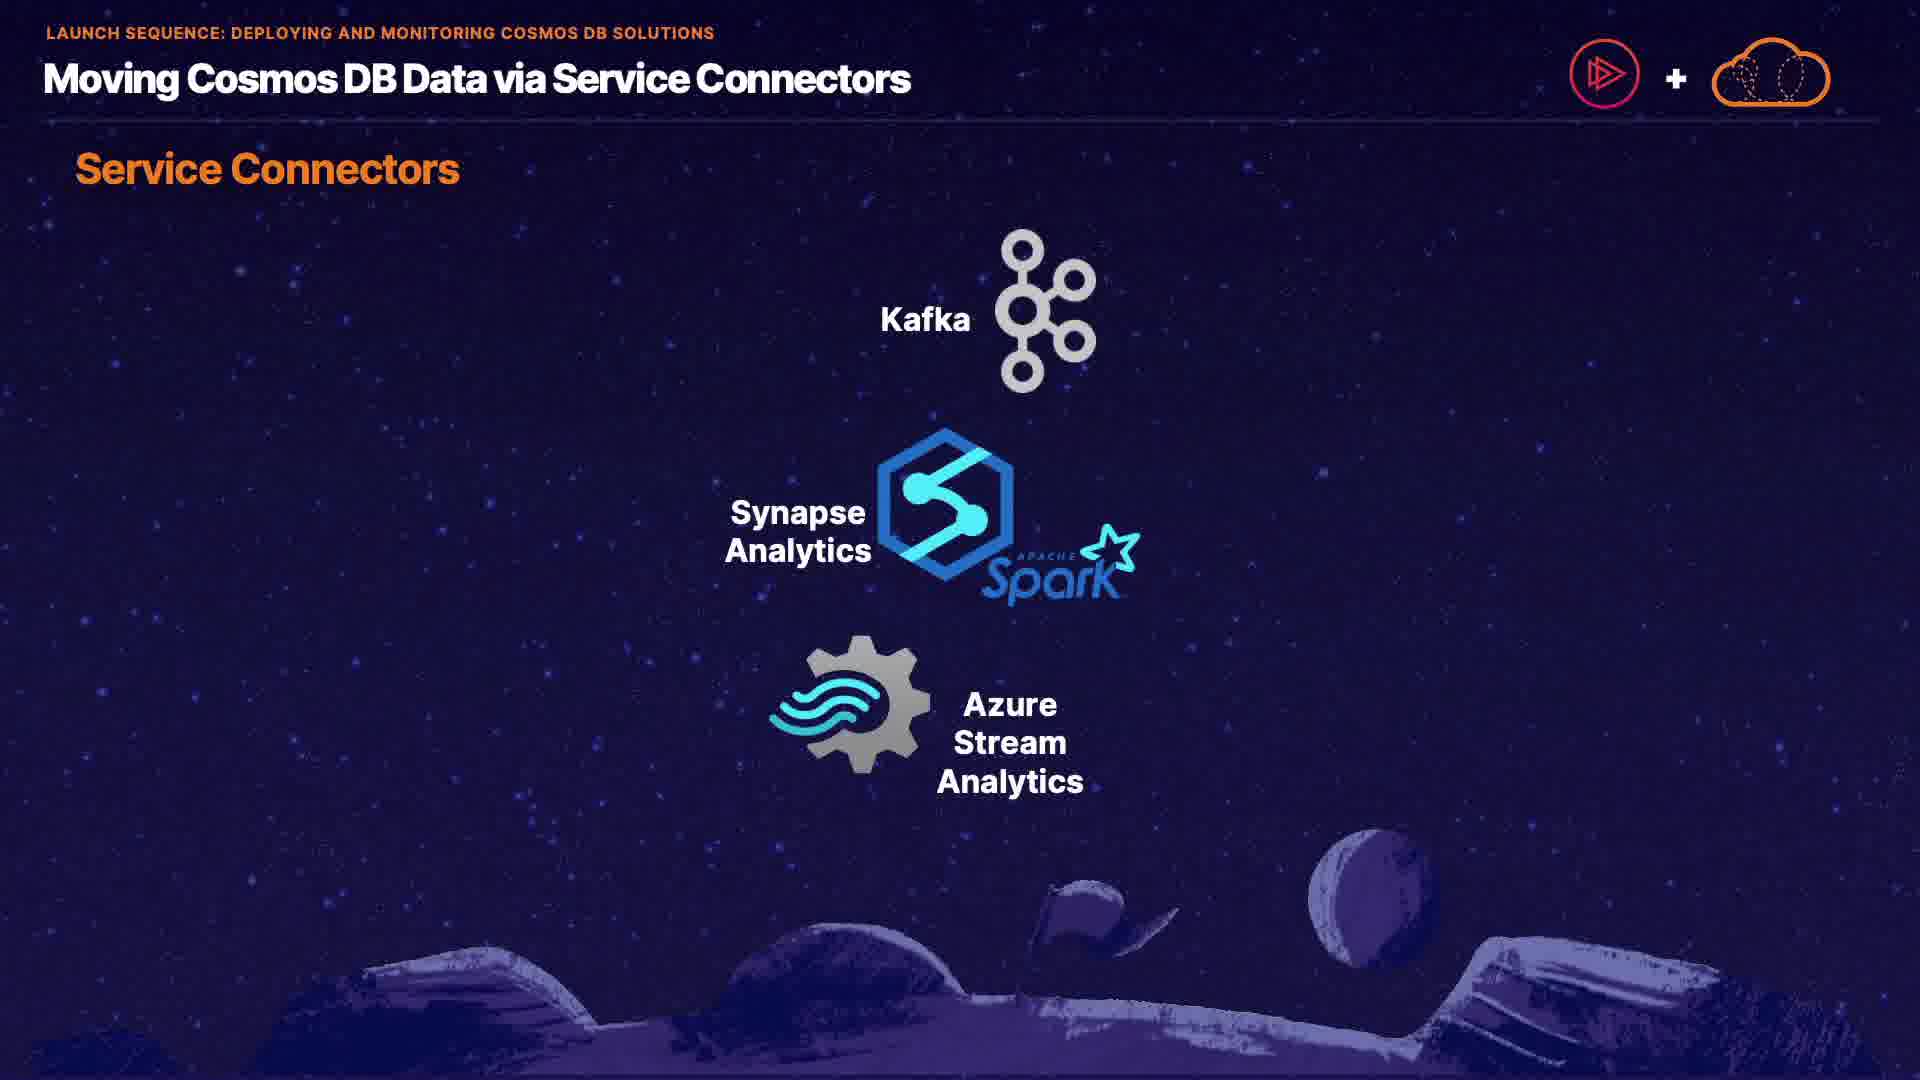 LAUNCH SEQUENCE: DEPLOYING AND MONITORING COSMOS DB SOLUTIONS
Moving Cosmos DB Data via Service Connectors
+
Service Connectors
Kafka
Synapse
Analytics
APACHE
Spark
Azure
Stream
Analytics